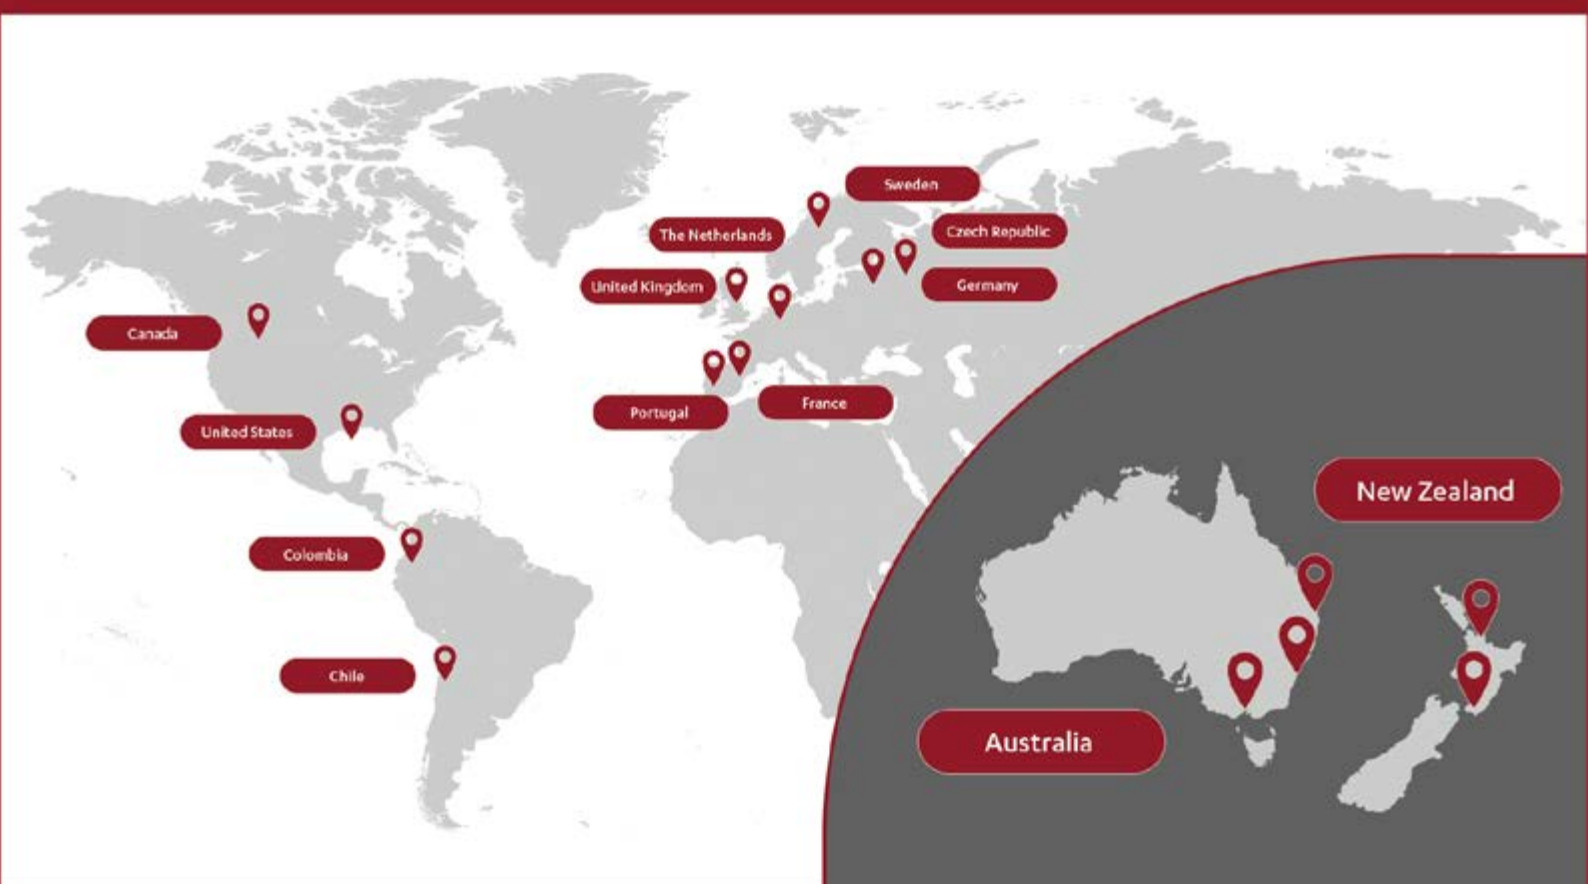 Sweden
The Netherlands
Czech Republic
United Kingdom
Germany
Canada
Portugal
France
United States
New Zealand
Colombia
Chile
Australia